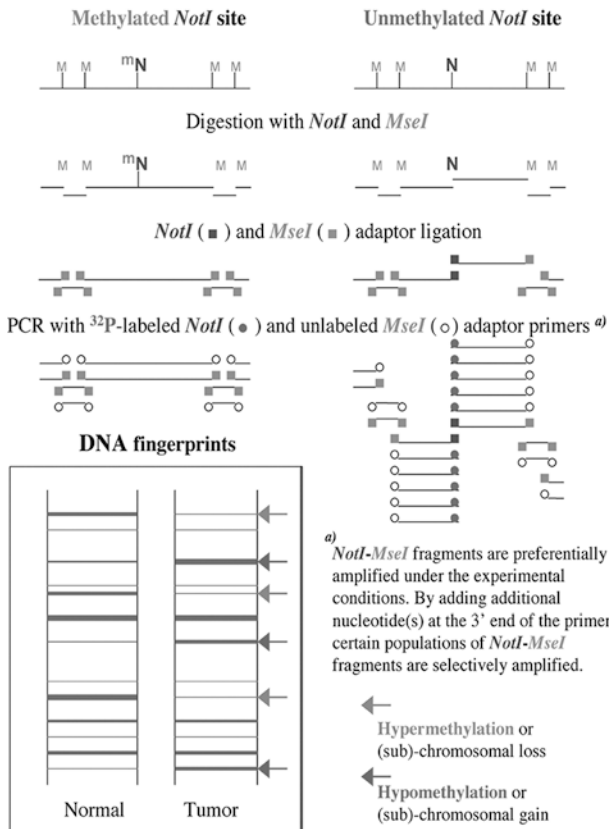 Methylated NotI site
Unmethylated NotI site
M M mN M M
M M N M M
Digestion with NotI and MseI
M M mN M M
M M N M M
NotI ( ■ ) and MseI ( ■ ) adaptor ligation
PCR with 32P-labeled NotI ( ● ) and unlabeled MseI ( ○ ) adaptor primers a)
DNA fingerprints
Normal
Tumor
a)
NotI-MseI fragments are preferentially
amplified under the experimental
conditions. By adding additional
nucleotide(s) at the 3' end of the primer
certain populations of NotI-MseI
fragments are selectively amplified.
Hypermethylation or
(sub)-chromosomal loss
Hypomethylation or
(sub)-chromosomal gain